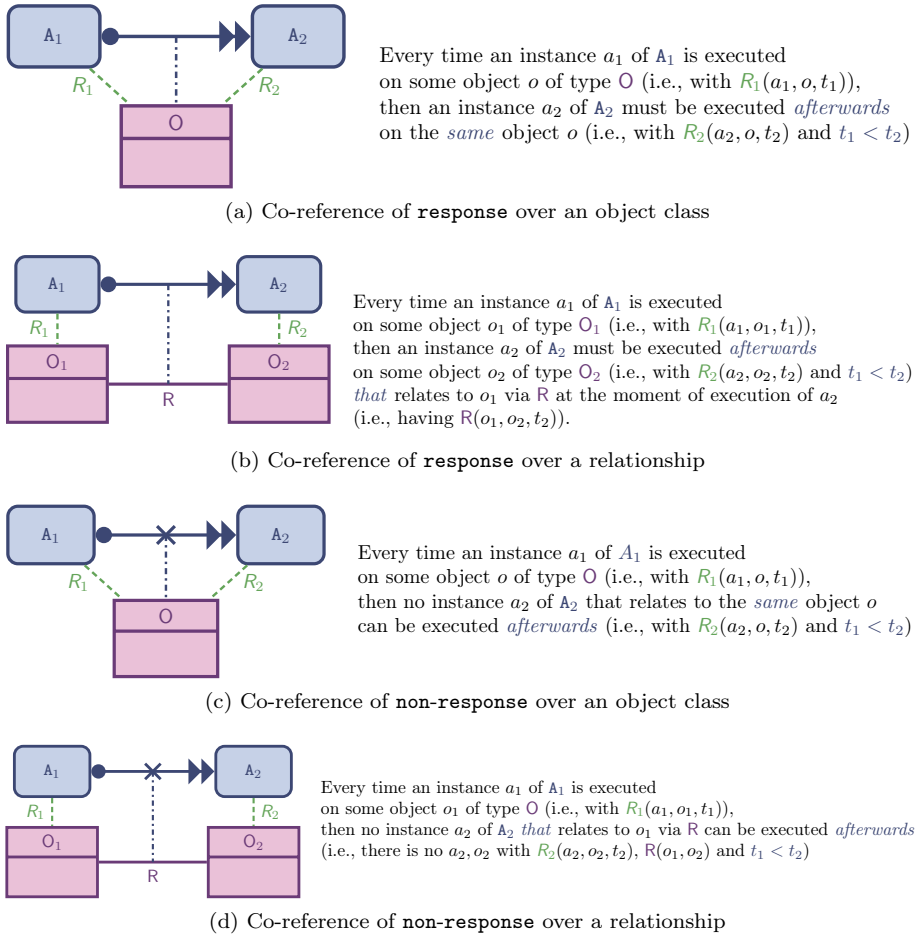 A₁
A₂
R₁
R₂
O
Every time an instance a₁ of A₁ is executed
on some object o of type O (i.e., with R₁(a₁, o, t₁)),
then an instance a₂ of A₂ must be executed afterwards
on the same object o (i.e., with R₂(a₂, o, t₂) and t₁ < t₂)
(a) Co-reference of response over an object class
A₁
A₂
R₁
R₂
O₁
O₂
R
Every time an instance a₁ of A₁ is executed
on some object o₁ of type O₁ (i.e., with R₁(a₁, o₁, t₁)),
then an instance a₂ of A₂ must be executed afterwards
on some object o₂ of type O₂ (i.e., with R₂(a₂, o₂, t₂) and t₁ < t₂)
that relates to o₁ via R at the moment of execution of a₂
(i.e., having R(o₁, o₂, t₂)).
(b) Co-reference of response over a relationship
A₁
A₂
R₁
R₂
O
Every time an instance a₁ of A₁ is executed
on some object o of type O (i.e., with R₁(a₁, o, t₁)),
then no instance a₂ of A₂ that relates to the same object o
can be executed afterwards (i.e., with R₂(a₂, o, t₂) and t₁ < t₂)
(c) Co-reference of non-response over an object class
A₁
A₂
R₁
R₂
O₁
O₂
R
Every time an instance a₁ of A₁ is executed
on some object o₁ of type O (i.e., with R₁(a₁, o₁, t₁)),
then no instance a₂ of A₂ that relates to o₁ via R can be executed afterwards
(i.e., there is no a₂, o₂ with R₂(a₂, o₂, t₂), R(o₁, o₂) and t₁ < t₂)
(d) Co-reference of non-response over a relationship